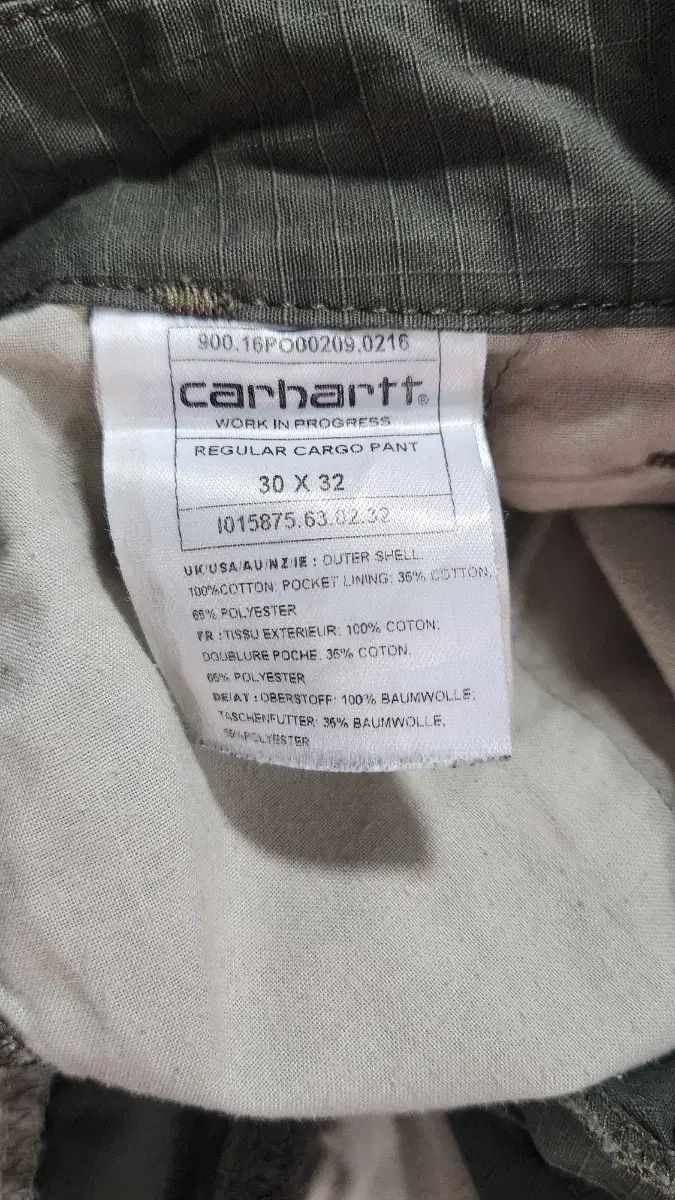 900.16PO00209.0216
carhartt®
WORK IN PROGRESS
REGULAR CARGO PANT
30 X 32
I015875.63.02.32
UK/USA/AU/NZ/IE : OUTER SHELL:
100%COTTON; POCKET LINING: 35% COTTON,
65% POLYESTER
FR : TISSU EXTERIEUR: 100% COTON;
DOUBLURE POCHE: 35% COTON,
65% POLYESTER
DE/AT : OBERSTOFF: 100% BAUMWOLLE;
TASCHENFUTTER: 35% BAUMWOLLE,
65%POLYESTER